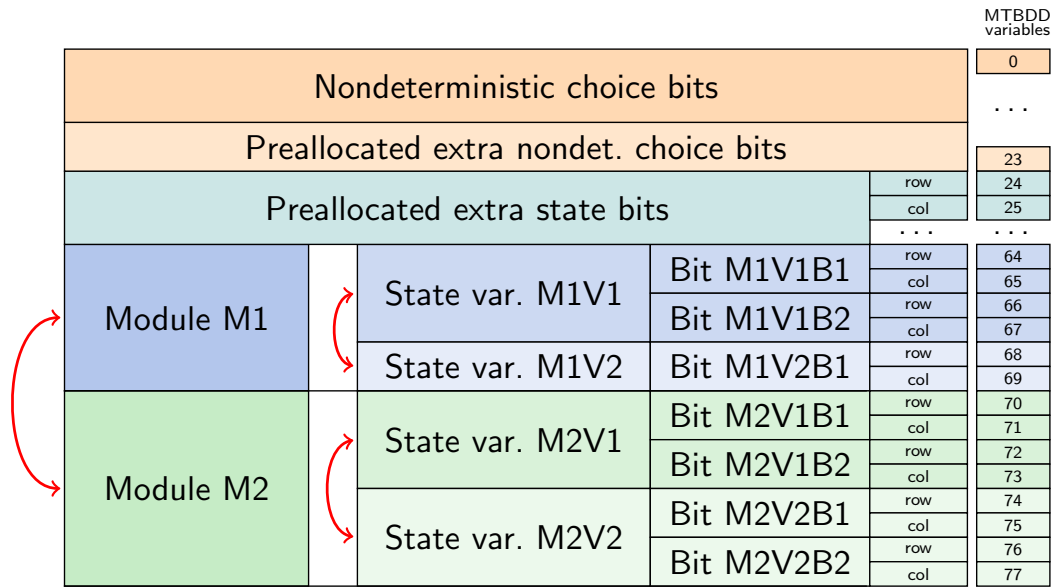 MTBDD
variables
Nondeterministic choice bits
0
. . .
Preallocated extra nondet. choice bits
23
Preallocated extra state bits
row 24
col 25
. . . . . .
Module M1
State var. M1V1
Bit M1V1B1
row 64
col 65
Bit M1V1B2
row 66
col 67
State var. M1V2
Bit M1V2B1
row 68
col 69
Module M2
State var. M2V1
Bit M2V1B1
row 70
col 71
Bit M2V1B2
row 72
col 73
State var. M2V2
Bit M2V2B1
row 74
col 75
Bit M2V2B2
row 76
col 77